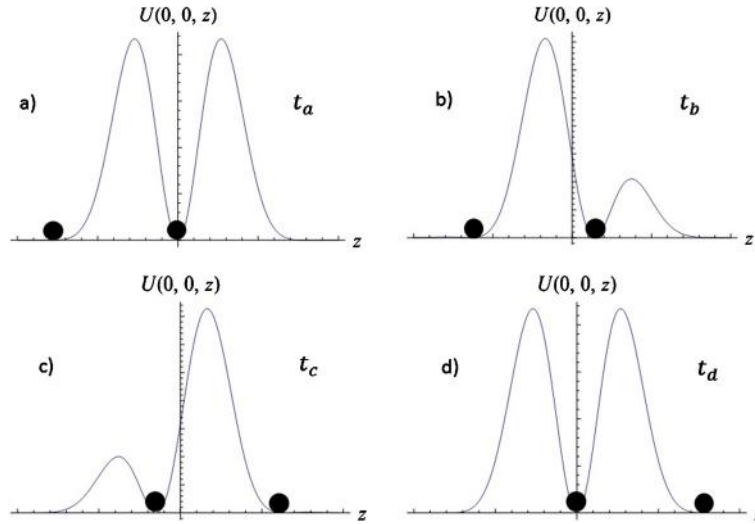 U(0, 0, z)
a)
t_a
z
U(0, 0, z)
b)
t_b
z
U(0, 0, z)
c)
t_c
z
U(0, 0, z)
d)
t_d